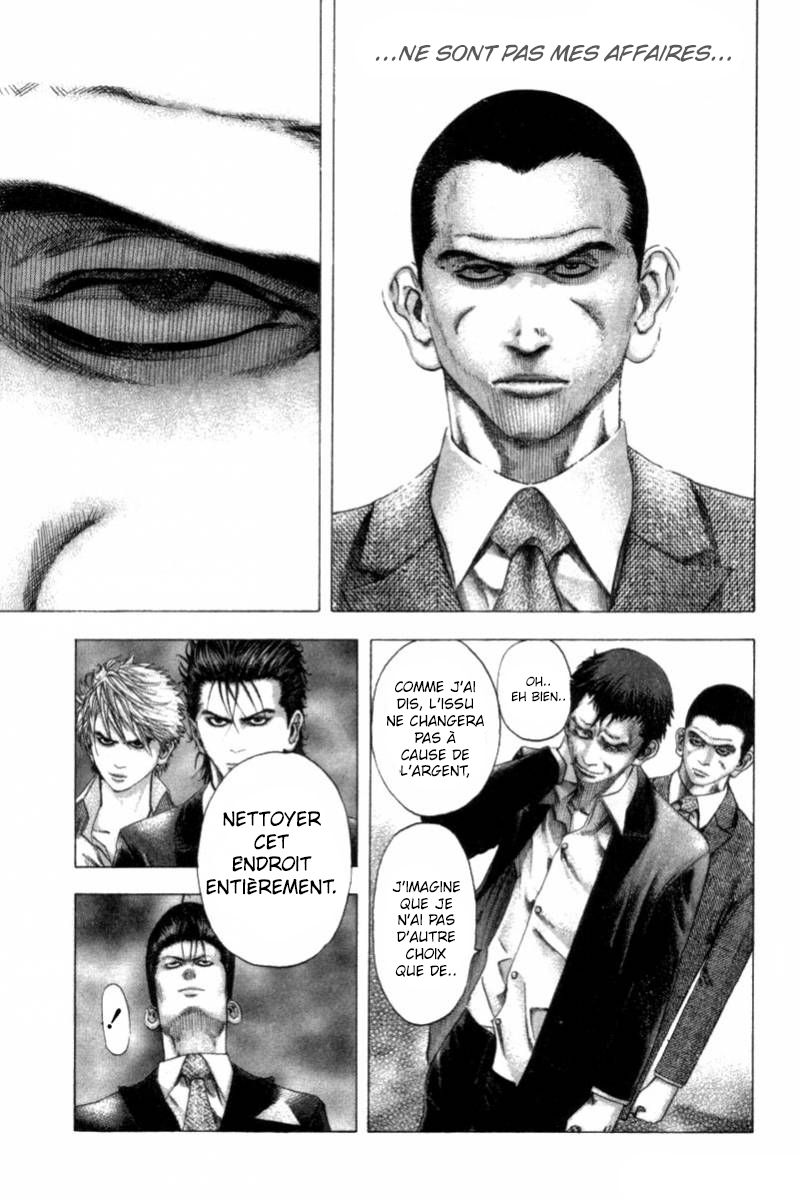 ...NE SONT PAS MES AFFAIRES...
OH..
EH BIEN..
COMME J'AI
DIS, L'ISSU
NE CHANGERA
PAS À
CAUSE DE
L'ARGENT,
J'IMAGINE
QUE JE
N'AI PAS
D'AUTRE
CHOIX
QUE DE..
NETTOYER
CET
ENDROIT
ENTIÈREMENT.
!